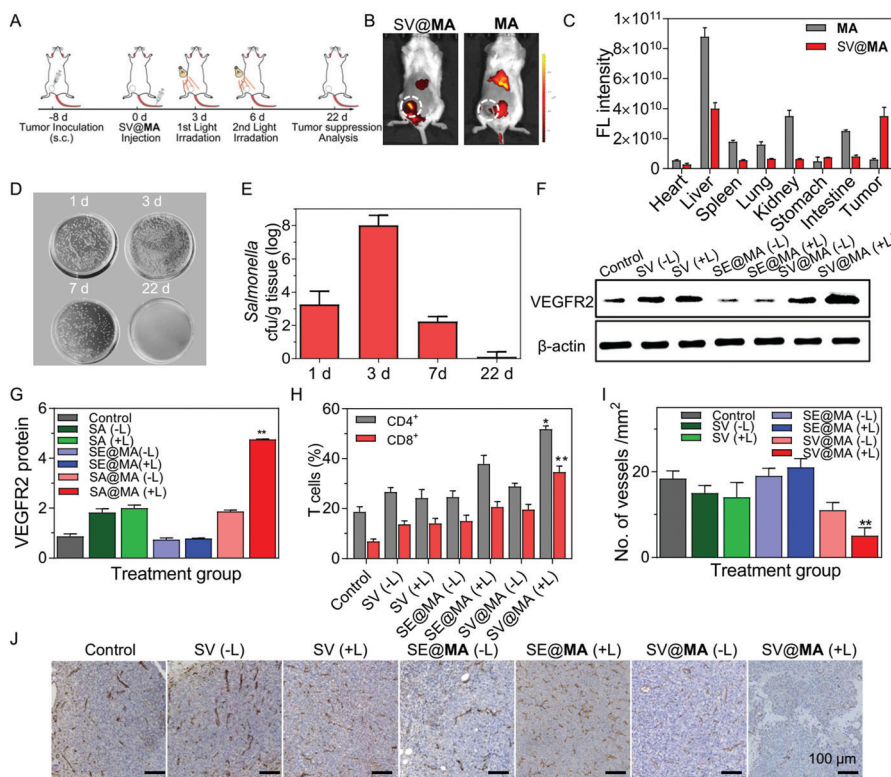 A
-8 d
Tumor Inoculation
(s.c.)
0 d
SV@MA
Injection
3 d
1st Light
Irradiation
6 d
2nd Light
Irradiation
22 d
Tumor suppression
Analysis
B
SV@MA
MA
C
FL intensity
1×10¹¹
8×10¹⁰
6×10¹⁰
4×10¹⁰
2×10¹⁰
0
MA
SV@MA
Heart
Liver
Spleen
Lung
Kidney
Stomach
Intestine
Tumor
D
1 d
3 d
7 d
22 d
E
Salmonella
cfu/g tissue (log)
8
6
4
2
0
1 d
3 d
7d
22 d
F
Control
SV (-L)
SV (+L)
SE@MA (-L)
SE@MA (+L)
SV@MA (-L)
SV@MA (+L)
VEGFR2
β-actin
G
VEGFR2 protein
6
4
2
0
Control
SA (-L)
SA (+L)
SE@MA(-L)
SE@MA(+L)
SA@MA (-L)
SA@MA (+L)
**
Treatment group
H
T cells (%)
60
40
20
0
CD4⁺
CD8⁺
*
**
Control
SV (-L)
SV (+L)
SE@MA (-L)
SE@MA (+L)
SV@MA (-L)
SV@MA (+L)
I
No. of vessels /mm²
30
20
10
0
Control
SV (-L)
SV (+L)
SE@MA (-L)
SE@MA (+L)
SV@MA (-L)
SV@MA (+L)
**
Treatment group
J
Control
SV (-L)
SV (+L)
SE@MA (-L)
SE@MA (+L)
SV@MA (-L)
SV@MA (+L)
100 µm